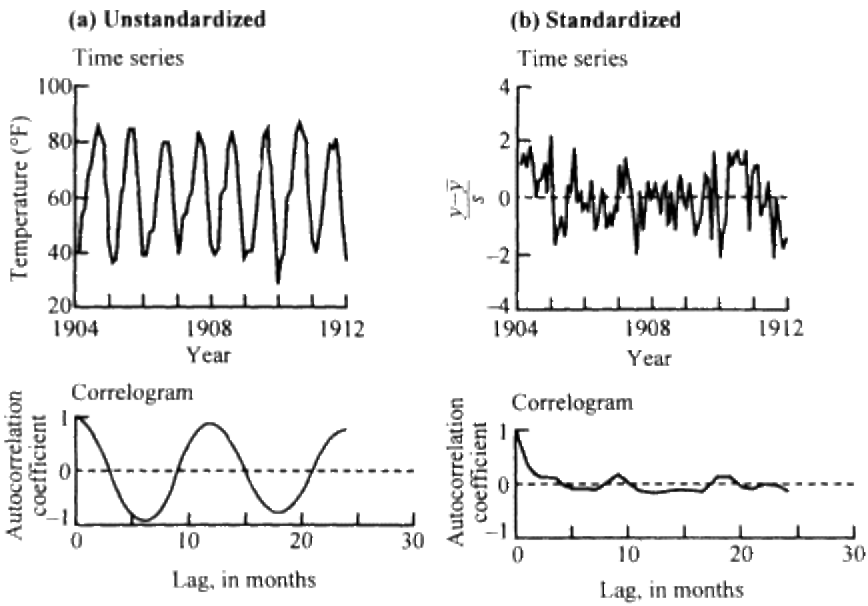 (a) Unstandardized
Time series
Temperature (°F)
100
80
60
40
20
1904 1908 1912
Year
Correlogram
Autocorrelation
coefficient
1
0
−1
0 10 20 30
Lag, in months
(b) Standardized
Time series
y−ȳ
s
4
2
0
−2
−4
1904 1908 1912
Year
Correlogram
Autocorrelation
coefficient
1
0
−1
0 10 20 30
Lag, in months